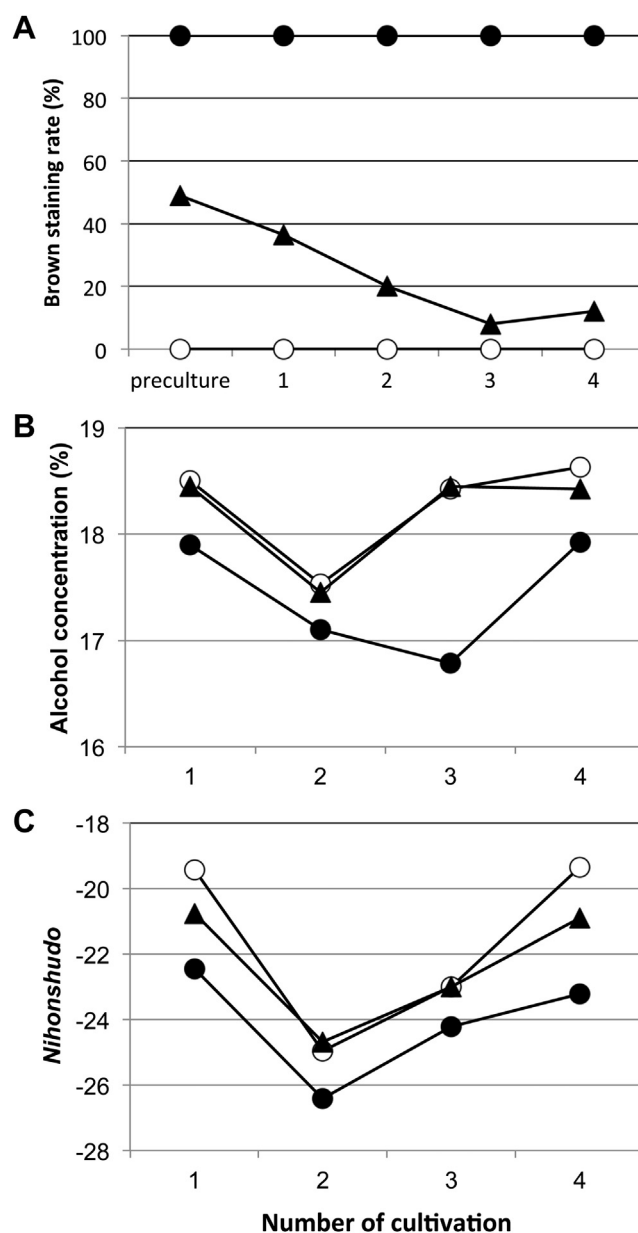 A
Brown staining rate (%)
100
80
60
40
20
0
preculture 1 2 3 4
B
Alcohol concentration (%)
19
18
17
16
1 2 3 4
C
Nihonshudo
-18
-20
-22
-24
-26
-28
1 2 3 4
Number of cultivation